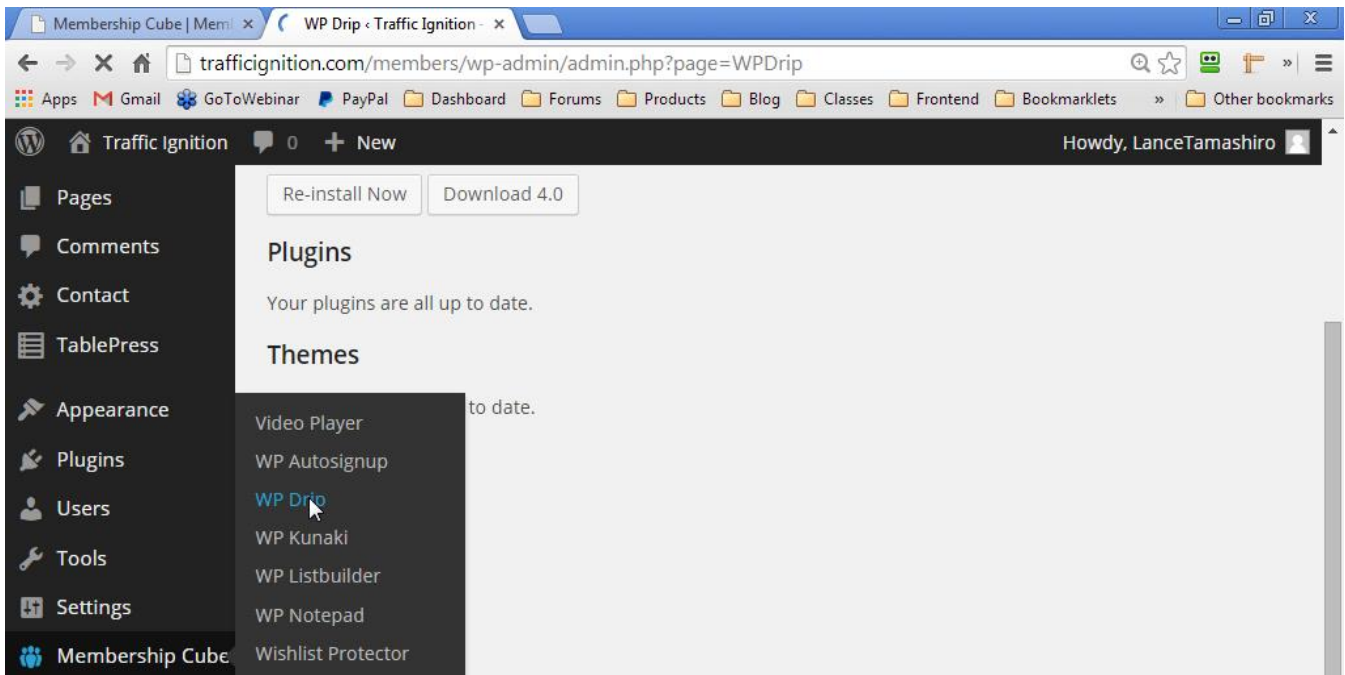 Membership Cube | Mem
WP Drip ‹ Traffic Ignition -
trafficignition.com/members/wp-admin/admin.php?page=WPDrip
Apps Gmail GoToWebinar PayPal Dashboard Forums Products Blog Classes Frontend Bookmarklets » Other bookmarks
Traffic Ignition 0 + New Howdy, LanceTamashiro
Pages
Re-install Now Download 4.0
Comments
Plugins
Contact
Your plugins are all up to date.
TablePress
Themes
Appearance
to date.
Video Player
Plugins
WP Autosignup
WP Drip
Users
WP Kunaki
Tools
WP Listbuilder
Settings
WP Notepad
Membership Cube
Wishlist Protector